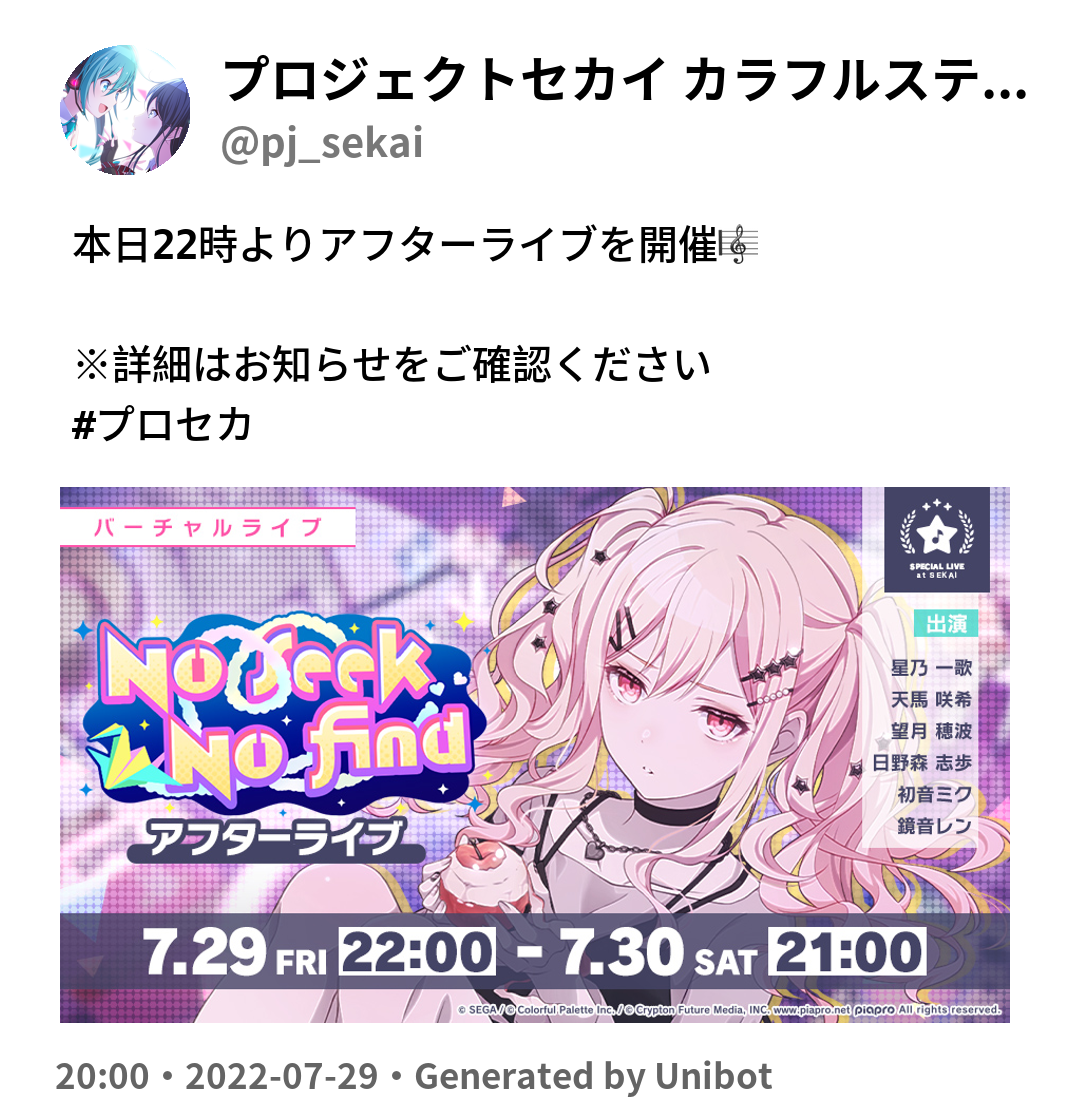 プロジェクトセカイ カラフルステ...
@pj_sekai
本日22時よりアフターライブを開催🎼
※詳細はお知らせをご確認ください
#プロセカ
バーチャルライブ
SPECIAL LIVE
at SEKAI
出演
星乃 一歌
天馬 咲希
望月 穂波
日野森 志歩
初音ミク
鏡音レン
No Seek
No find
アフターライブ
7.29 FRI 22:00 - 7.30 SAT 21:00
© SEGA / © Colorful Palette Inc. / © Crypton Future Media, INC. www.piapro.net piapro All rights reserved.
20:00・2022-07-29・Generated by Unibot